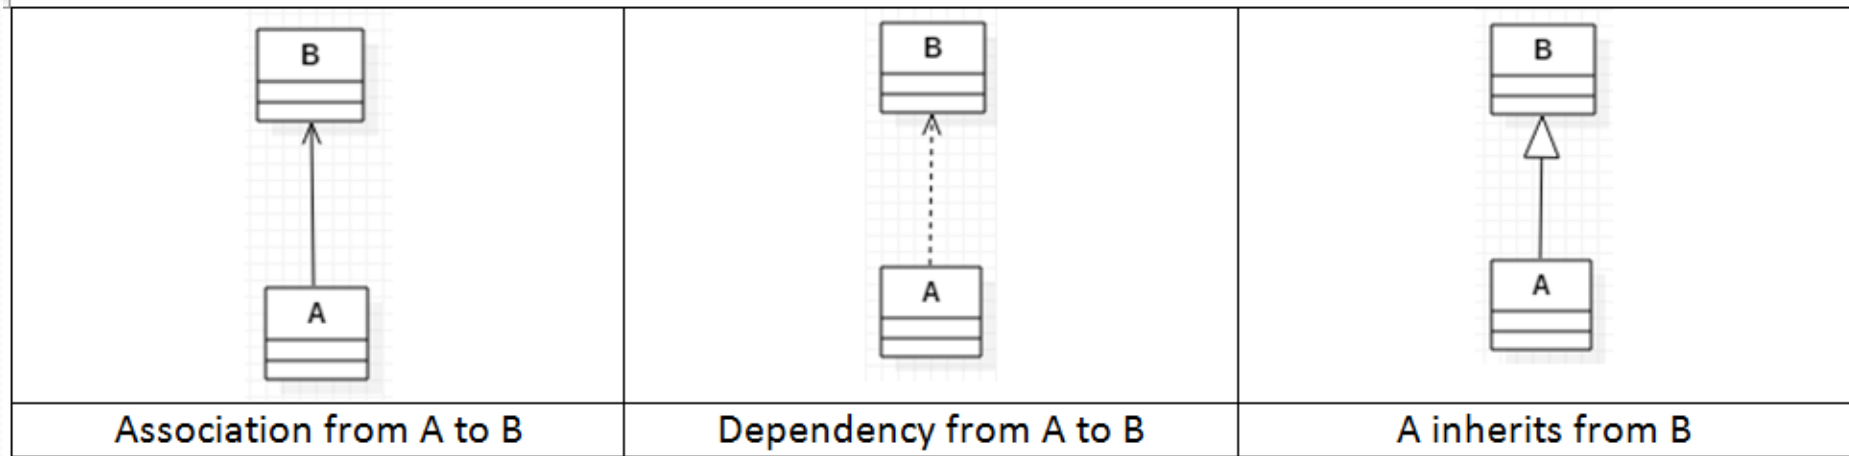 B
B
B
A
A
A
Association from A to B
Dependency from A to B
A inherits from B